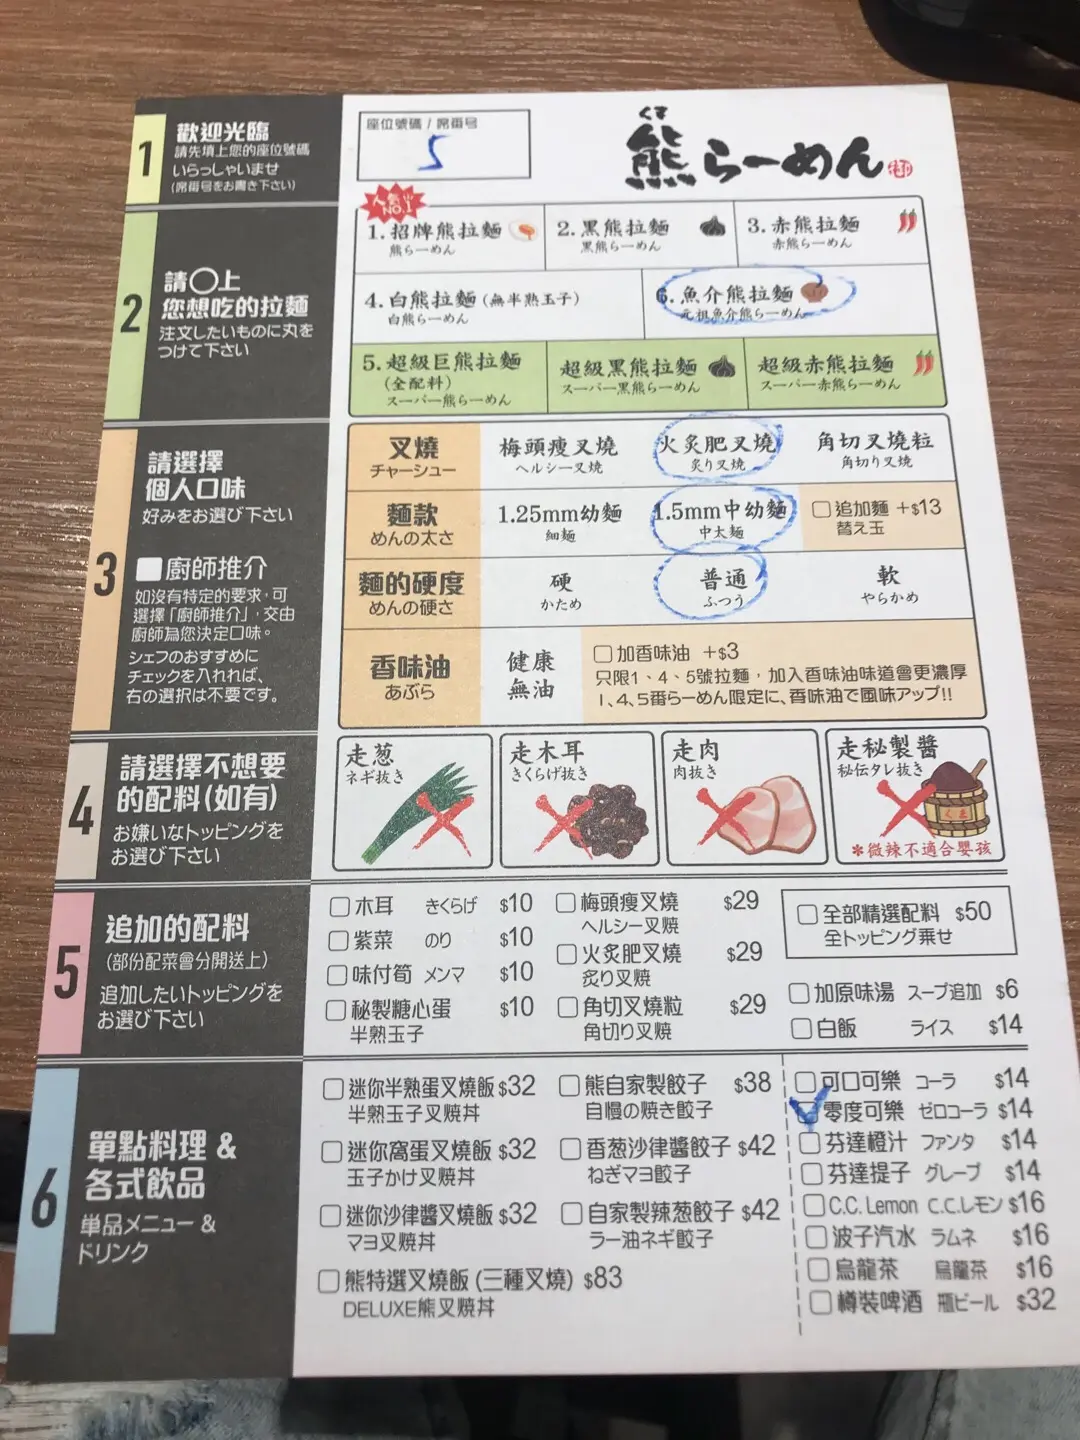 1
歡迎光臨
請先填上您的座位號碼
いらっしゃいませ
(席番号をお書き下さい)
座位號碼 / 席番号
5
くま
熊らーめん
2
請〇上
您想吃的拉麵
注文したいものに丸を
つけて下さい
人気
NO.1
1. 招牌熊拉麵
熊らーめん
2. 黑熊拉麵
黒熊らーめん
3. 赤熊拉麵
赤熊らーめん
4. 白熊拉麵 (無半熟玉子)
白熊らーめん
6. 魚介熊拉麵
元祖魚介熊らーめん
5. 超級巨熊拉麵
(全配料)
スーパー熊らーめん
超級黑熊拉麵
スーパー黒熊らーめん
超級赤熊拉麵
スーパー赤熊らーめん
3
請選擇
個人口味
好みをお選び下さい
廚師推介
如沒有特定的要求，可
選擇「廚師推介」，交由
廚師為您決定口味。
シェフのおすすめに
チェックを入れれば、
右の選択は不要です。
叉燒
チャーシュー
梅頭瘦叉燒
ヘルシー叉焼
火炙肥叉燒
炙り叉焼
角切叉燒粒
角切り叉焼
麵款
めんの太さ
1.25mm幼麵
細麺
1.5mm中幼麵
中太麺
追加麵 +$13
替え玉
麵的硬度
めんの硬さ
硬
かため
普通
ふつう
軟
やらかめ
香味油
あぶら
健康
無油
加香味油 +$3
只限1、4、5號拉麵，加入香味油味道會更濃厚
1、4、5番らーめん限定に、香味油で風味アップ!!
4
請選擇不想要
的配料(如有)
お嫌いなトッピングを
お選び下さい
走葱
ネギ抜き
走木耳
きくらげ抜き
走肉
肉抜き
走秘製醬
秘伝タレ抜き
くま
*微辣不適合嬰孩
5
追加的配料
(部份配菜會分開送上)
追加したいトッピングを
お選び下さい
木耳 きくらげ $10
紫菜 のり $10
味付筍 メンマ $10
秘製糖心蛋 $10
半熟玉子
梅頭瘦叉燒 $29
ヘルシー叉焼
火炙肥叉燒 $29
炙り叉焼
角切叉燒粒 $29
角切り叉焼
全部精選配料 $50
全トッピング乗せ
加原味湯 スープ追加 $6
白飯 ライス $14
6
單點料理 &
各式飲品
単品メニュー &
ドリンク
迷你半熟蛋叉燒飯 $32
半熟玉子叉焼丼
迷你窩蛋叉燒飯 $32
玉子かけ叉焼丼
迷你沙律醬叉燒飯 $32
マヨ叉焼丼
熊特選叉燒飯 (三種叉燒) $83
DELUXE熊叉焼丼
熊自家製餃子 $38
自慢の焼き餃子
香葱沙律醬餃子 $42
ねぎマヨ餃子
自家製辣葱餃子 $42
ラー油ネギ餃子
可口可樂 コーラ $14
零度可樂 ゼロコーラ $14
芬達橙汁 ファンタ $14
芬達提子 グレープ $14
C.C. Lemon C.C.レモン $16
波子汽水 ラムネ $16
烏龍茶 烏龍茶 $16
樽裝啤酒 瓶ビール $32